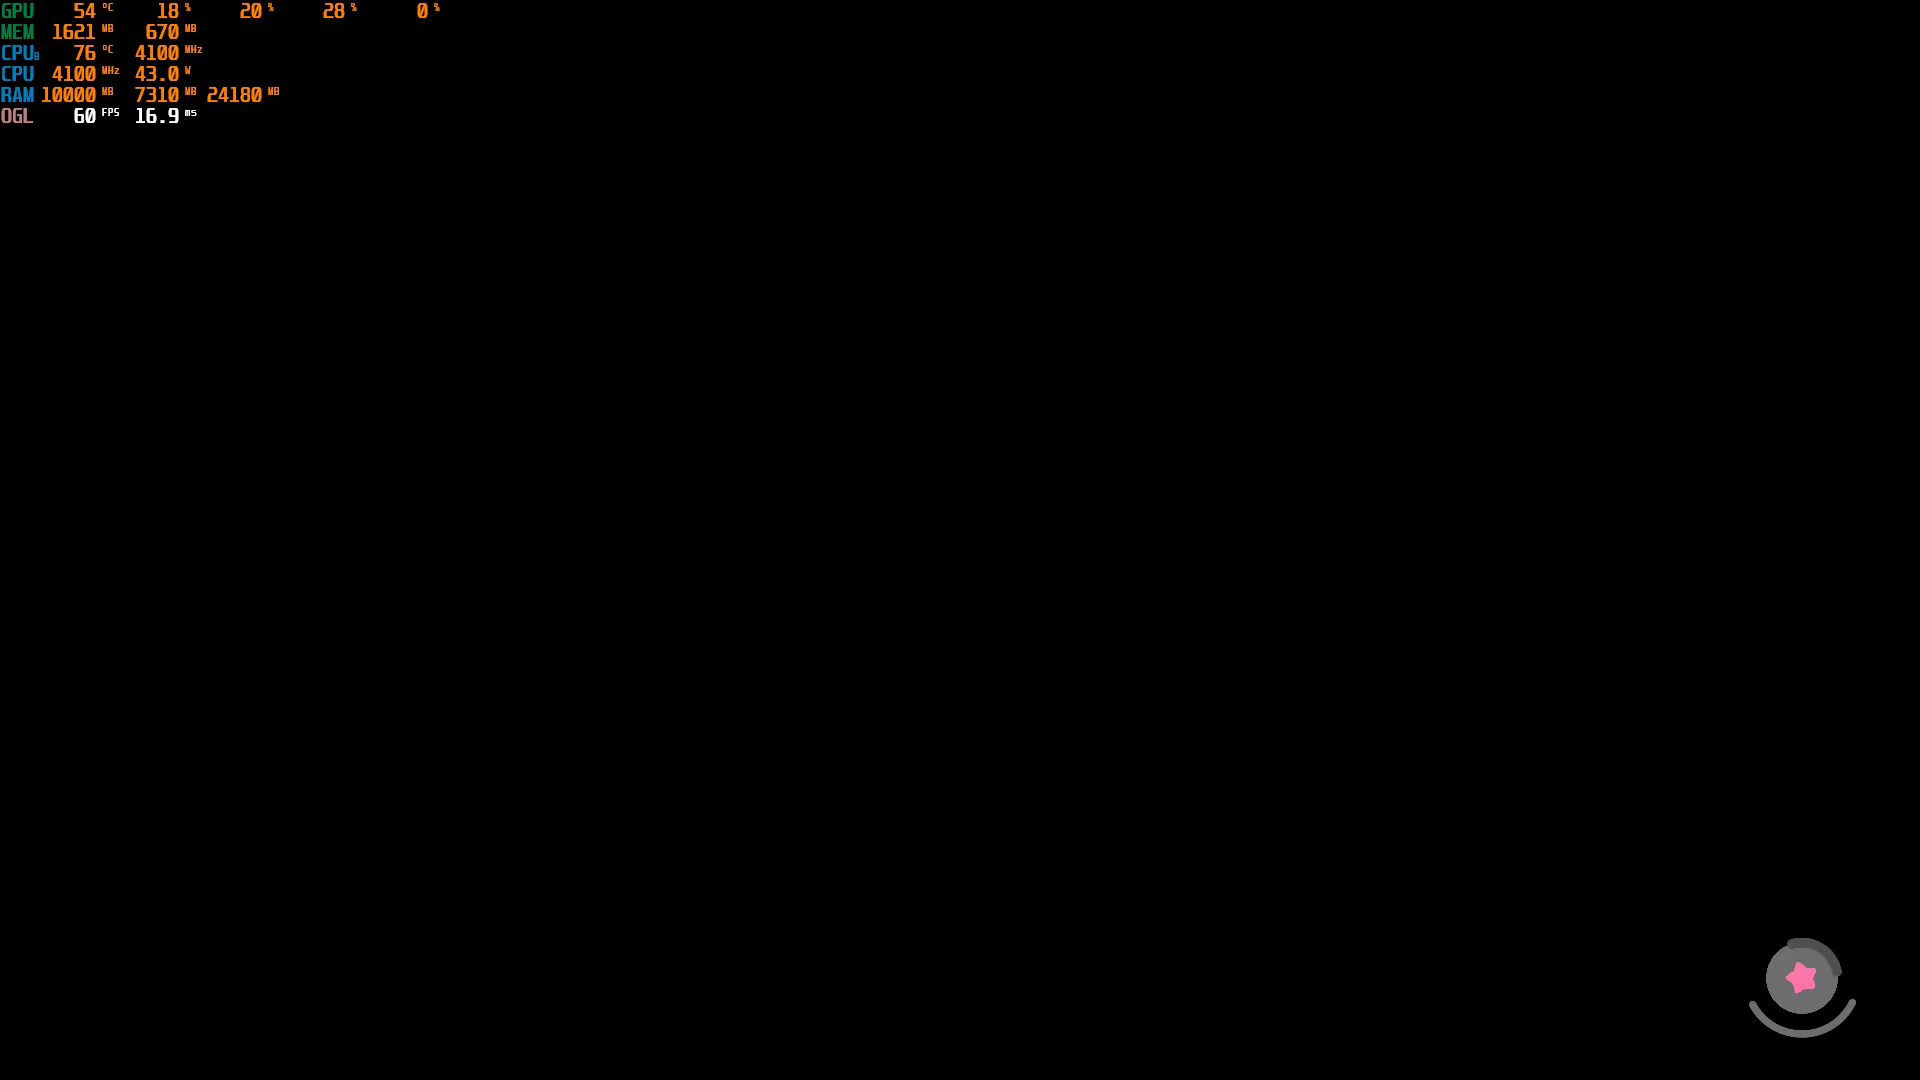 GPU 54 °C 18 % 20 % 28 % 0 %
MEM 1621 MB 670 MB
CPU8 76 °C 4100 MHz
CPU 4100 MHz 43.0 W
RAM 10000 MB 7310 MB 24180 MB
OGL 60 FPS 16.9 ms